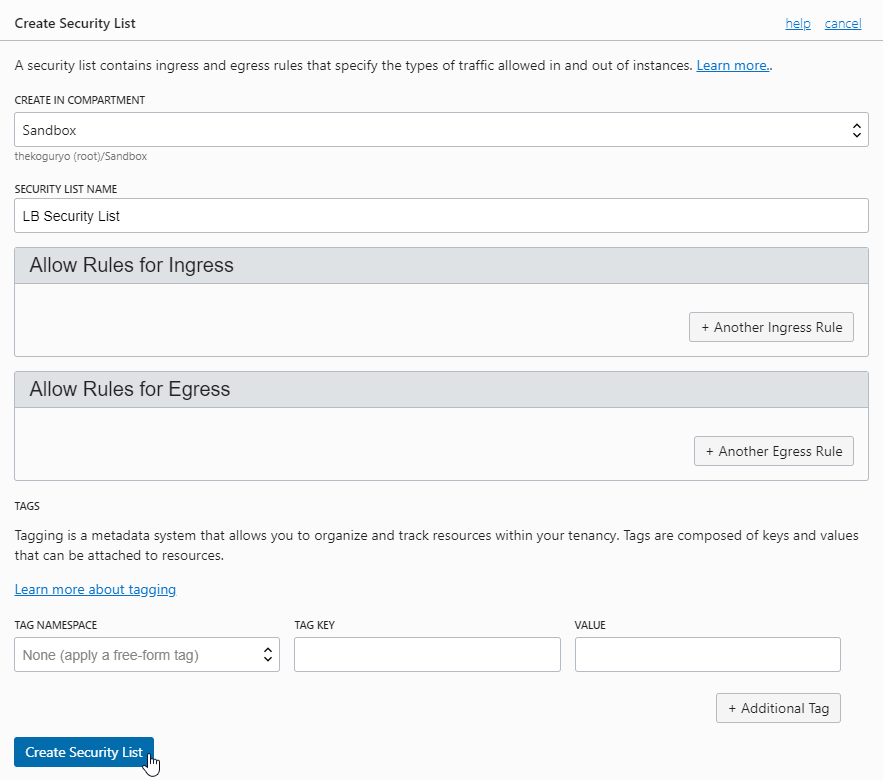 Create Security List
help cancel
A security list contains ingress and egress rules that specify the types of traffic allowed in and out of instances. Learn more..
CREATE IN COMPARTMENT
Sandbox
thekoguryo (root)/Sandbox
SECURITY LIST NAME
LB Security List
Allow Rules for Ingress
+ Another Ingress Rule
Allow Rules for Egress
+ Another Egress Rule
TAGS
Tagging is a metadata system that allows you to organize and track resources within your tenancy. Tags are composed of keys and values
that can be attached to resources.
Learn more about tagging
TAG NAMESPACE TAG KEY VALUE
None (apply a free-form tag)
+ Additional Tag
Create Security List